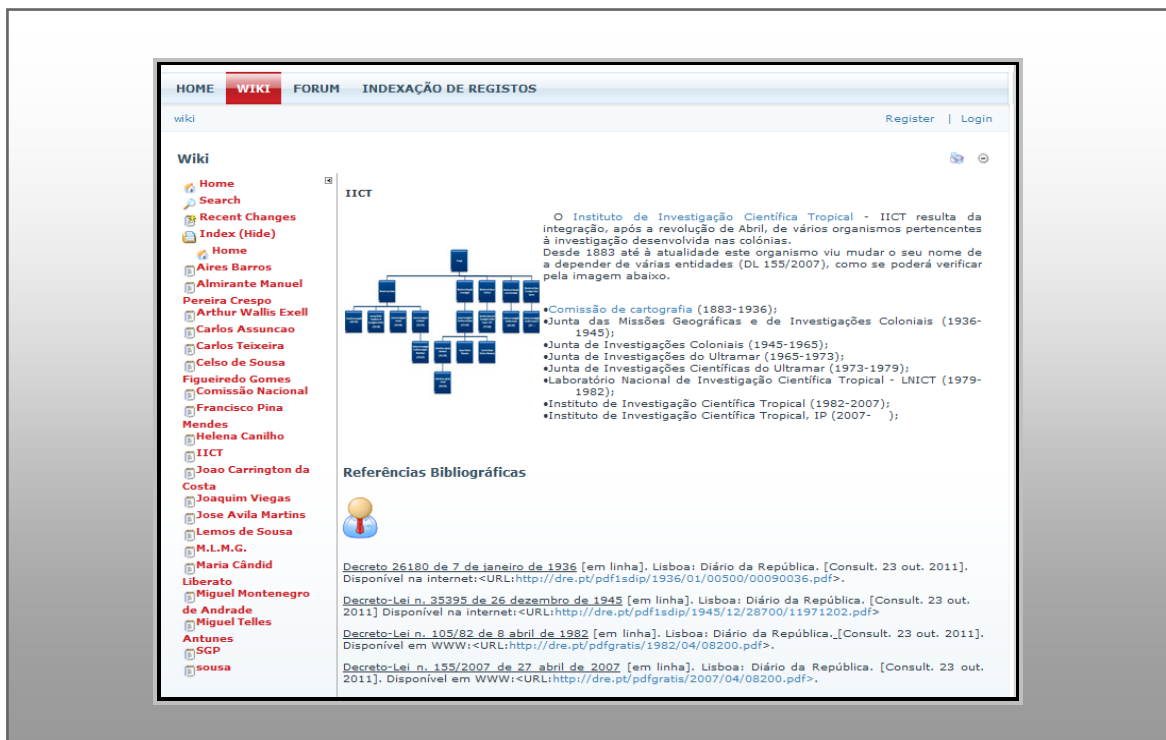 HOME WIKI FORUM INDEXAÇÃO DE REGISTOS
wiki
Register | Login
Wiki
Home
Search
Recent Changes
Index (Hide)
Home
Aires Barros
Almirante Manuel
Pereira Crespo
Arthur Wallis Exell
Carlos Assuncao
Carlos Teixeira
Celso de Sousa
Figueiredo Gomes
Comissão Nacional
Francisco Pina
Mendes
Helena Canilho
IICT
Joao Carrington da
Costa
Joaquim Viegas
Jose Avila Martins
Lemos de Sousa
M.L.M.G.
Maria Cândid
Liberato
Miguel Montenegro
de Andrade
Miguel Telles
Antunes
SGP
sousa
IICT
O Instituto de Investigação Científica Tropical - IICT resulta da
integração, após a revolução de Abril, de vários organismos pertencentes
à investigação desenvolvida nas colónias.
Desde 1883 até à atualidade este organismo viu mudar o seu nome de
a depender de várias entidades (DL 155/2007), como se poderá verificar
pela imagem abaixo.
•Comissão de cartografia (1883-1936);
•Junta das Missões Geográficas e de Investigações Coloniais (1936-
1945);
•Junta de Investigações Coloniais (1945-1965);
•Junta de Investigações do Ultramar (1965-1973);
•Junta de Investigações Científicas do Ultramar (1973-1979);
•Laboratório Nacional de Investigação Científica Tropical - LNICT (1979-
1982);
•Instituto de Investigação Científica Tropical (1982-2007);
•Instituto de Investigação Científica Tropical, IP (2007- );
Referências Bibliográficas
Decreto 26180 de 7 de janeiro de 1936 [em linha]. Lisboa: Diário da República. [Consult. 23 out. 2011].
Disponível na internet:<URL:http://dre.pt/pdf1sdip/1936/01/00500/00090036.pdf>.
Decreto-Lei n. 35395 de 26 dezembro de 1945 [em linha]. Lisboa: Diário da República. [Consult. 23 out.
2011] Disponível na internet:<URL:http://dre.pt/pdf1sdip/1945/12/28700/11971202.pdf>
Decreto-Lei n. 105/82 de 8 abril de 1982 [em linha]. Lisboa: Diário da República. [Consult. 23 out. 2011].
Disponível em WWW:<URL:http://dre.pt/pdfgratis/1982/04/08200.pdf>.
Decreto-Lei n. 155/2007 de 27 abril de 2007 [em linha]. Lisboa: Diário da República. [Consult. 23 out.
2011]. Disponível em WWW:<URL:http://dre.pt/pdfgratis/2007/04/08200.pdf>.